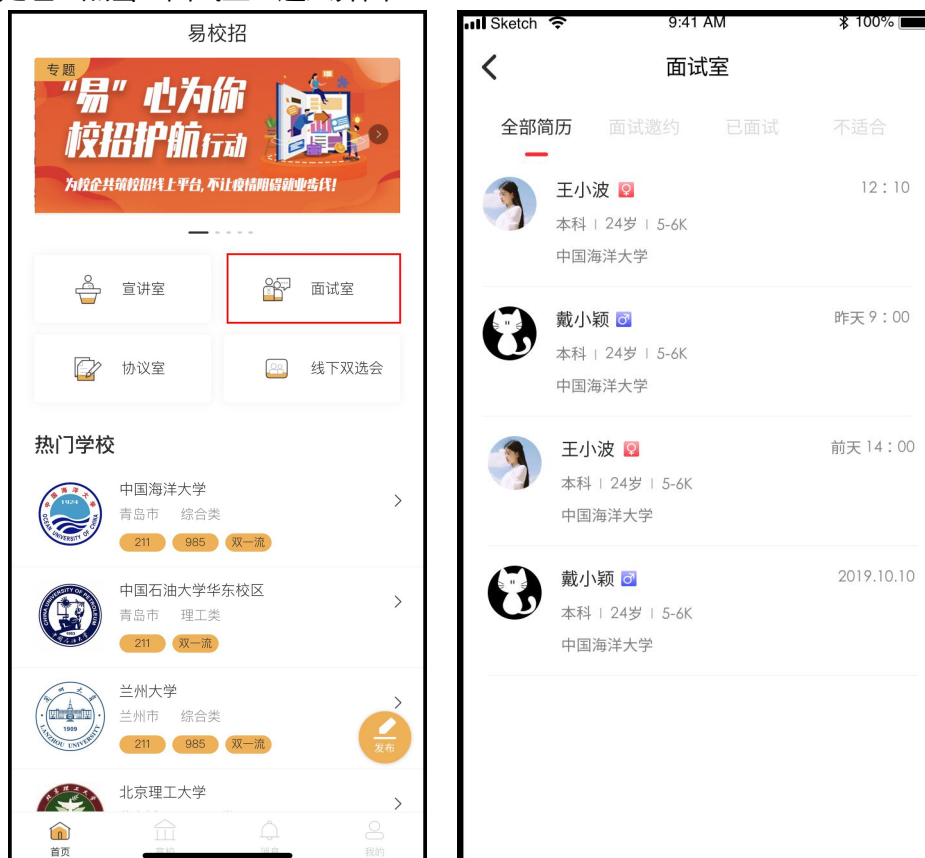 易校招
专题
“易”心为你
校招护航行动
为校企共筑校招线上平台,不让疫情阻碍就业步伐!
宣讲室
面试室
协议室
线下双选会
热门学校
中国海洋大学
青岛市 综合类
211 985 双一流
中国石油大学华东校区
青岛市 理工类
211 双一流
兰州大学
兰州市 综合类
211 985 双一流
发布
北京理工大学
首页
我的
Sketch 9:41 AM 100%
面试室
全部简历 面试邀约 已面试 不适合
王小波 12:10
本科 | 24岁 | 5-6K
中国海洋大学
戴小颖 昨天 9:00
本科 | 24岁 | 5-6K
中国海洋大学
王小波 前天 14:00
本科 | 24岁 | 5-6K
中国海洋大学
戴小颖 2019.10.10
本科 | 24岁 | 5-6K
中国海洋大学